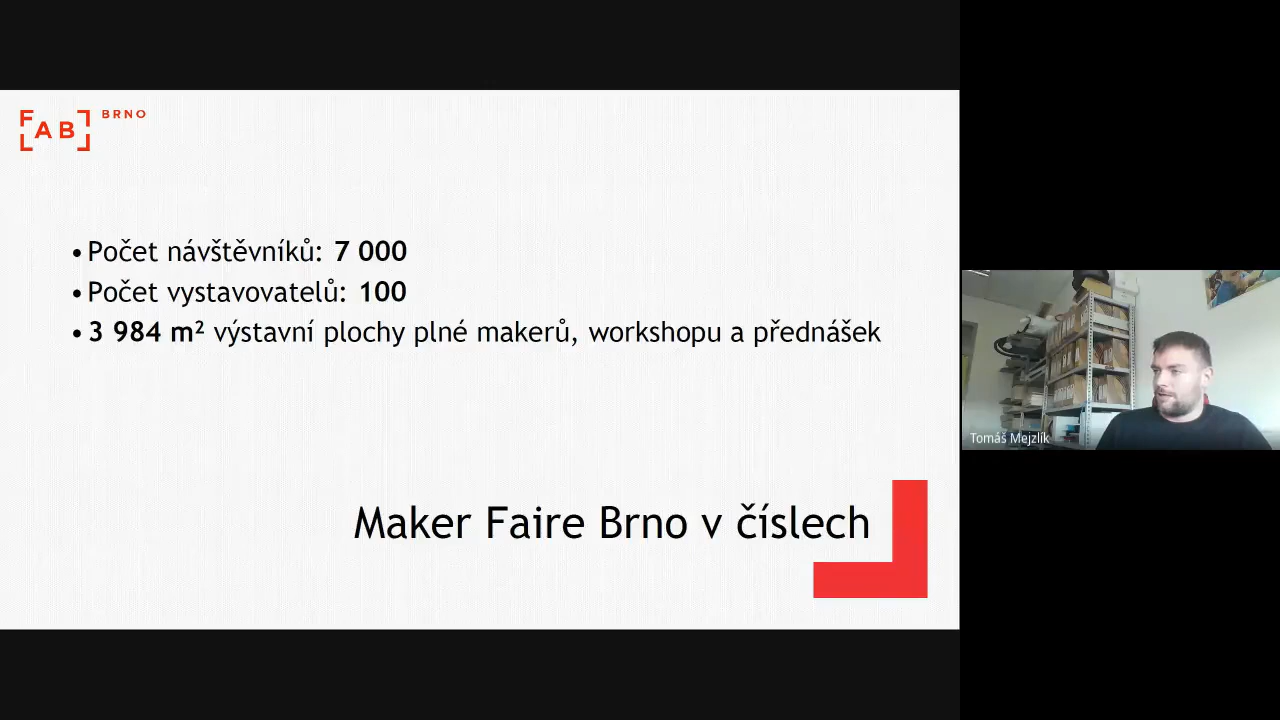 FAB BRNO
•Počet návštěvníků: 7 000
•Počet vystavovatelů: 100
•3 984 m² výstavní plochy plné makerů, workshopu a přednášek
Maker Faire Brno v číslech
Tomáš Mejzlík